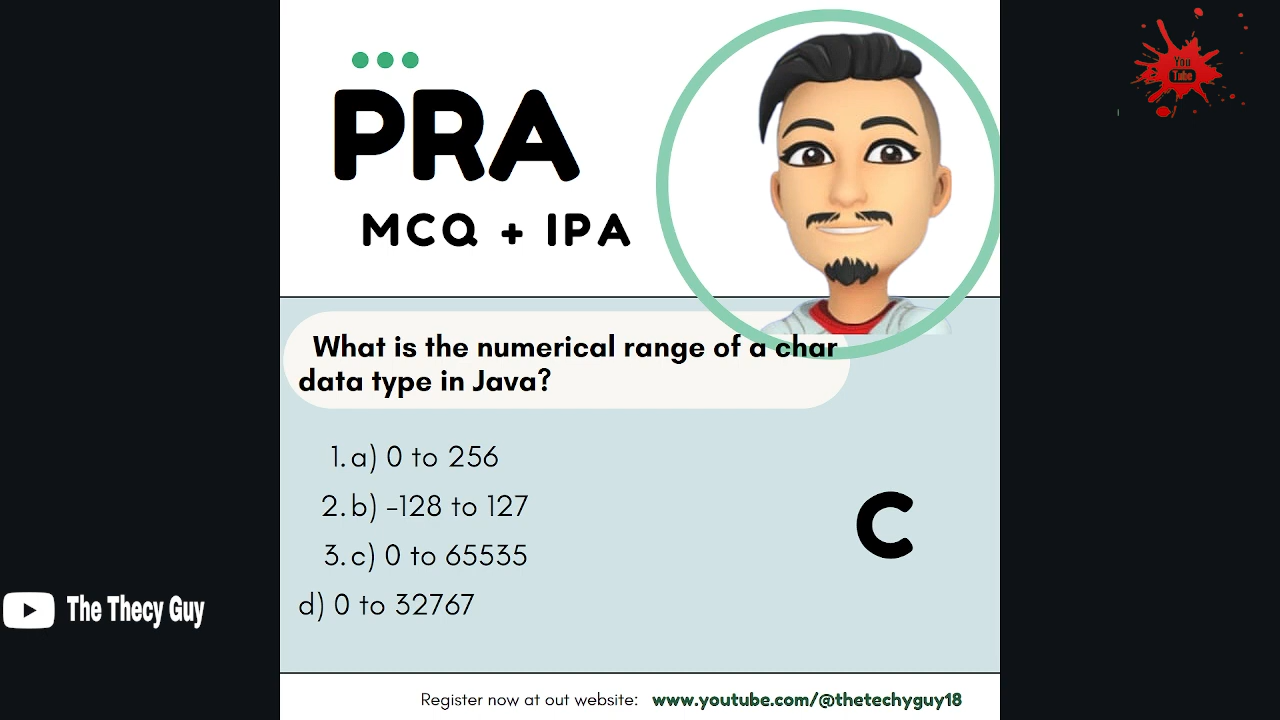 You
Tube
PRA
MCQ + IPA
What is the numerical range of a char
data type in Java?
1. a) 0 to 256
2. b) -128 to 127
3. c) 0 to 65535
d) 0 to 32767
C
The Thecy Guy
Register now at out website: www.youtube.com/@thetechyguy18